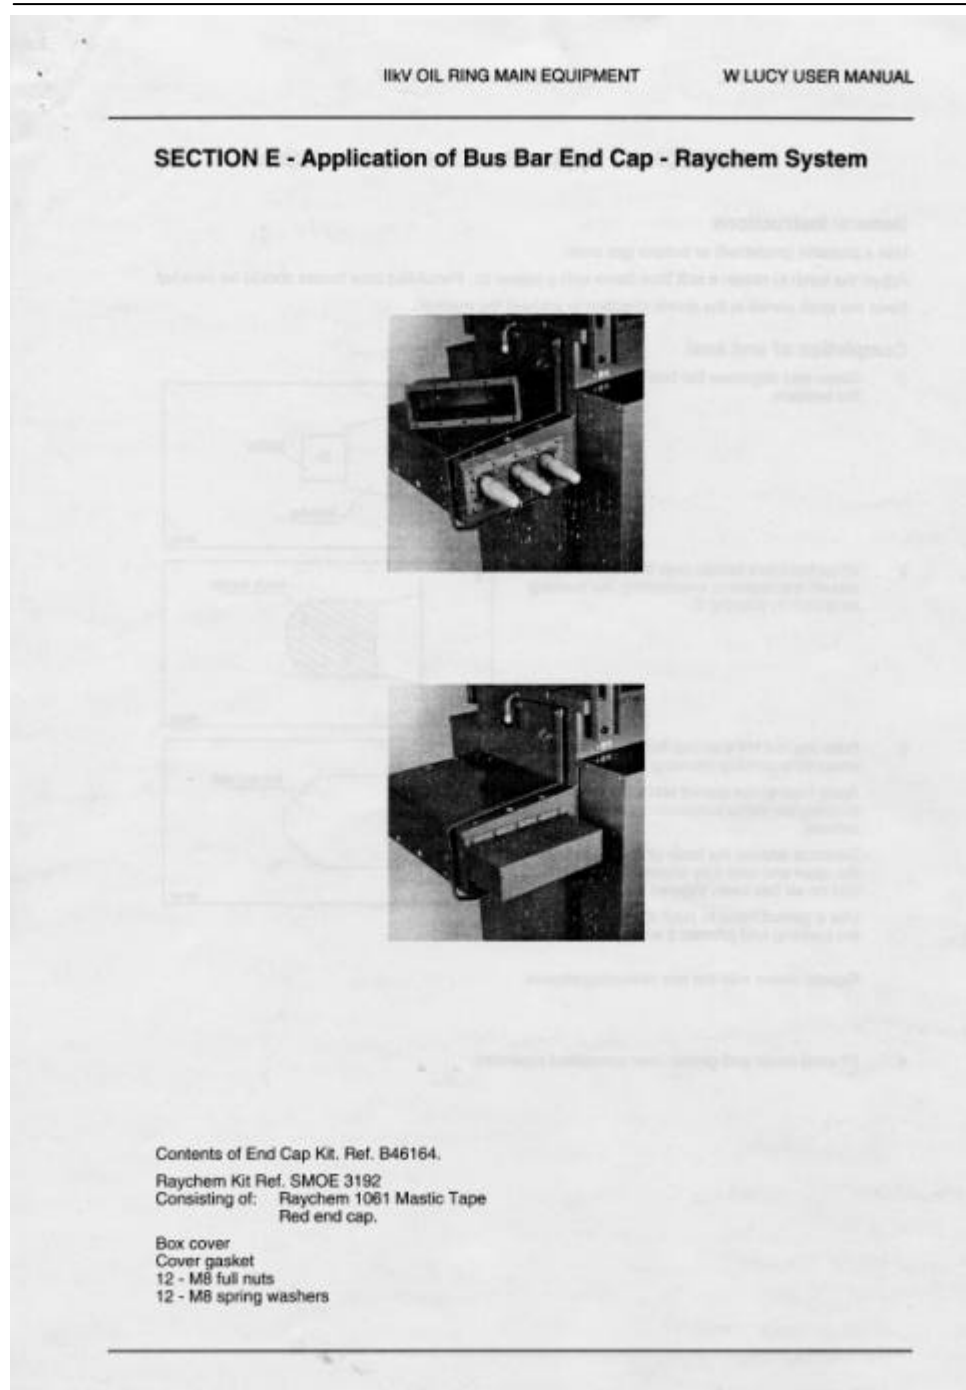 IIkV OIL RING MAIN EQUIPMENT W LUCY USER MANUAL
SECTION E - Application of Bus Bar End Cap - Raychem System
Contents of End Cap Kit. Ref. B46164.
Raychem Kit Ref. SMOE 3192
Consisting of: Raychem 1061 Mastic Tape
Red end cap.
Box cover
Cover gasket
12 - M8 full nuts
12 - M8 spring washers